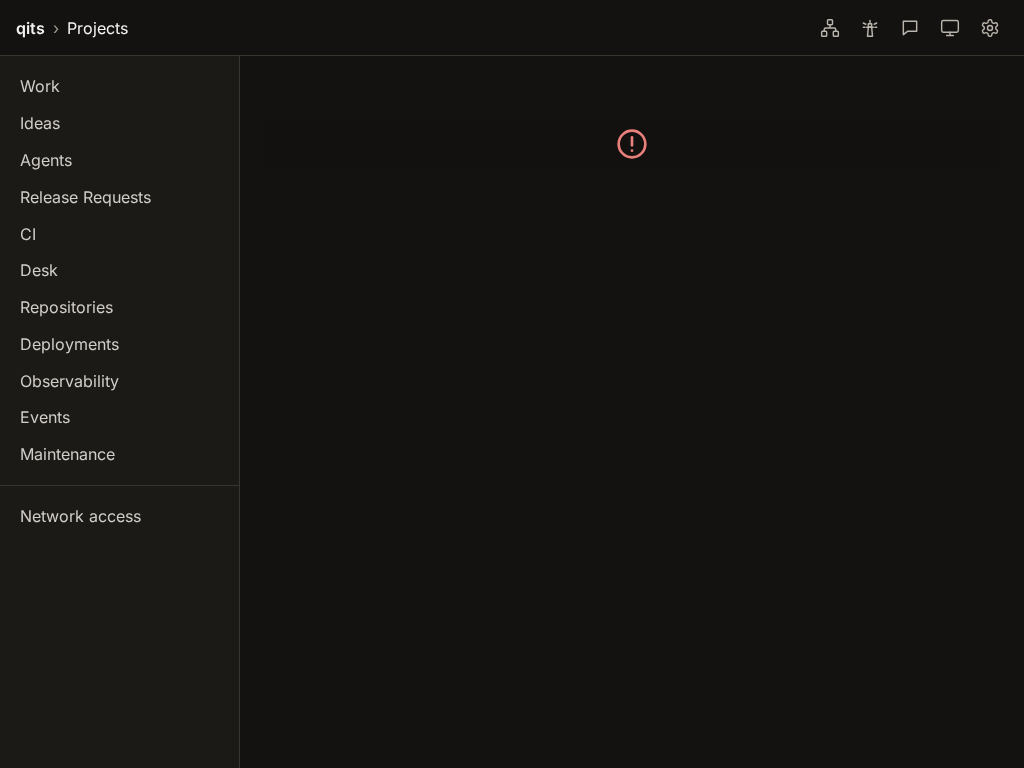 qits › Projects
Work
Ideas
Agents
Release Requests
CI
Desk
Repositories
Deployments
Observability
Events
Maintenance
Network access